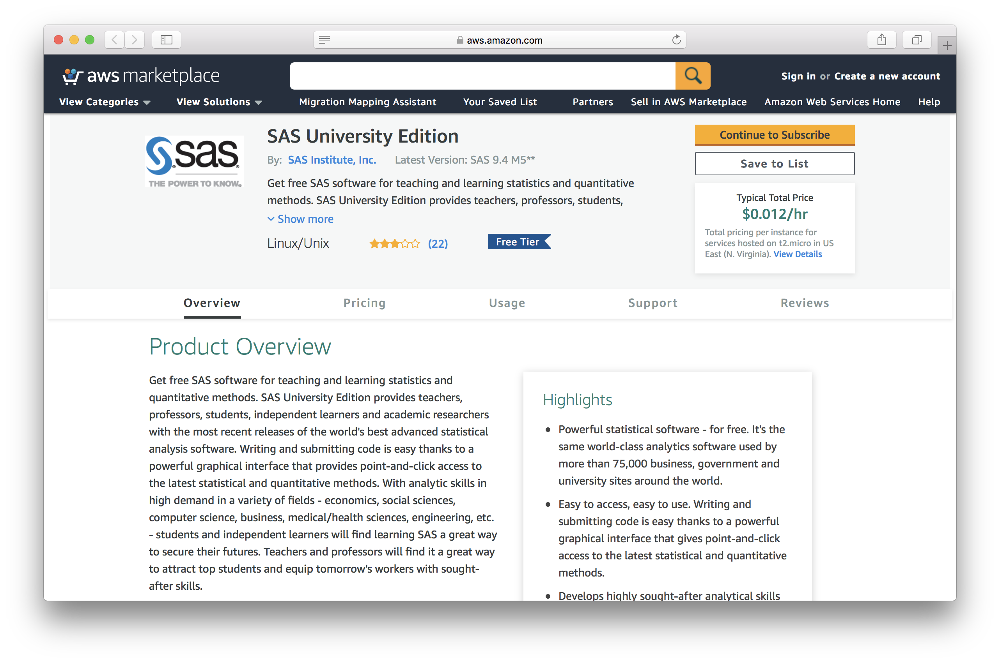 aws.amazon.com
aws marketplace
Sign in or Create a new account
View Categories
View Solutions
Migration Mapping Assistant
Your Saved List
Partners
Sell in AWS Marketplace
Amazon Web Services Home
Help
sas
THE POWER TO KNOW®
SAS University Edition
By: SAS Institute, Inc. Latest Version: SAS 9.4 M5**
Get free SAS software for teaching and learning statistics and quantitative
methods. SAS University Edition provides teachers, professors, students,
Show more
Linux/Unix
(22)
Free Tier
Continue to Subscribe
Save to List
Typical Total Price
$0.012/hr
Total pricing per instance for
services hosted on t2.micro in US
East (N. Virginia). View Details
Overview
Pricing
Usage
Support
Reviews
Product Overview
Get free SAS software for teaching and learning statistics and
quantitative methods. SAS University Edition provides teachers,
professors, students, independent learners and academic researchers
with the most recent releases of the world's best advanced statistical
analysis software. Writing and submitting code is easy thanks to a
powerful graphical interface that provides point-and-click access to
the latest statistical and quantitative methods. With analytic skills in
high demand in a variety of fields - economics, social sciences,
computer science, business, medical/health sciences, engineering, etc.
- students and independent learners will find learning SAS a great way
to secure their futures. Teachers and professors will find it a great way
to attract top students and equip tomorrow's workers with sought-
after skills.
Highlights
• Powerful statistical software - for free. It's the
same world-class analytics software used by
more than 75,000 business, government and
university sites around the world.
• Easy to access, easy to use. Writing and
submitting code is easy thanks to a powerful
graphical interface that gives point-and-click
access to the latest statistical and quantitative
methods.
• Develops highly sought-after analytical skills